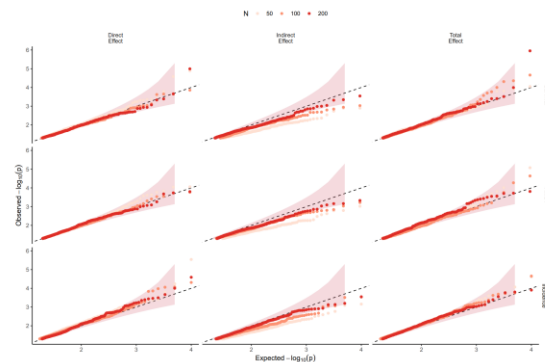 N 50 100 200
Direct Effect
Indirect Effect
Total Effect
6
5
4
3
2
6
5
4
3
2
6
5
4
3
2
Observed −log₁₀(p)
2 3 4 2 3 4 2 3 4
Expected −log₁₀(p)